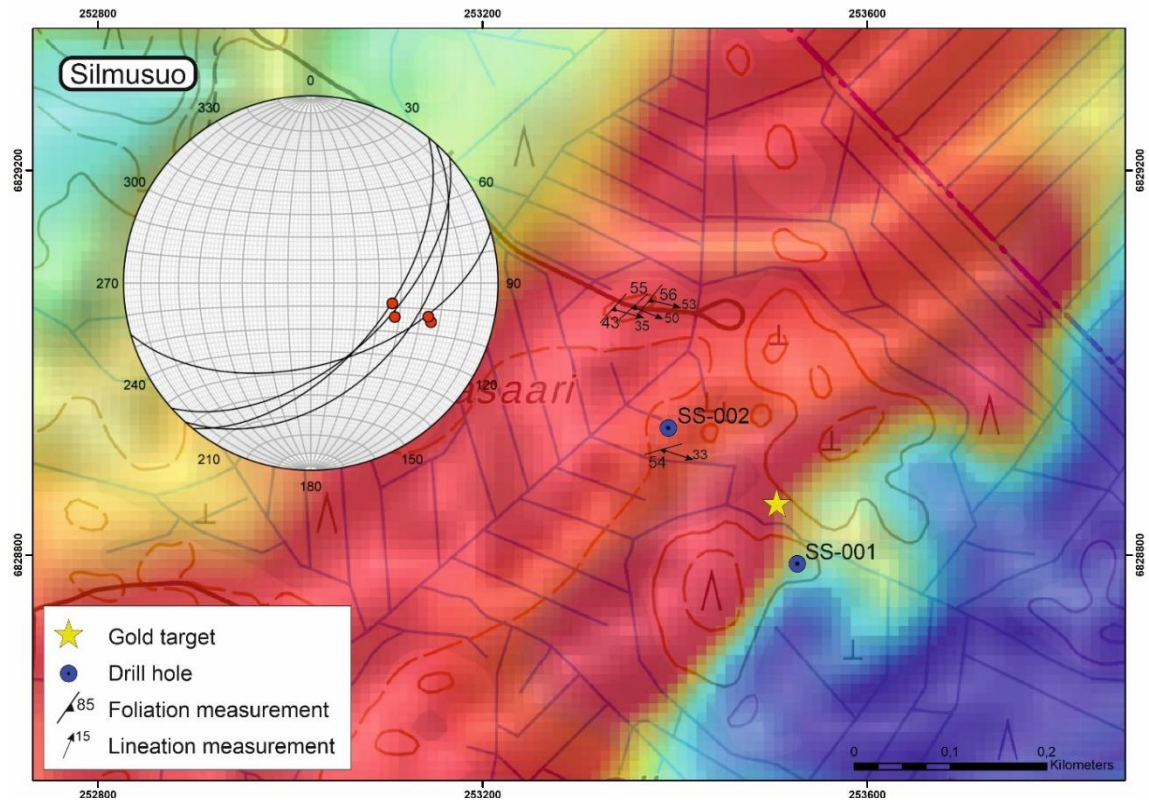 252800 253200 253600
Silmusuo
0
330 30
6829200 6829200
300 60
270 90
55 56 53
43 35 50
240 120
asaari
SS-002
54 33
210 150
180
SS-001
6828800 6828800
Gold target
Drill hole
85 Foliation measurement
15 Lineation measurement
0 0,1 0,2
Kilometers
252800 253200 253600